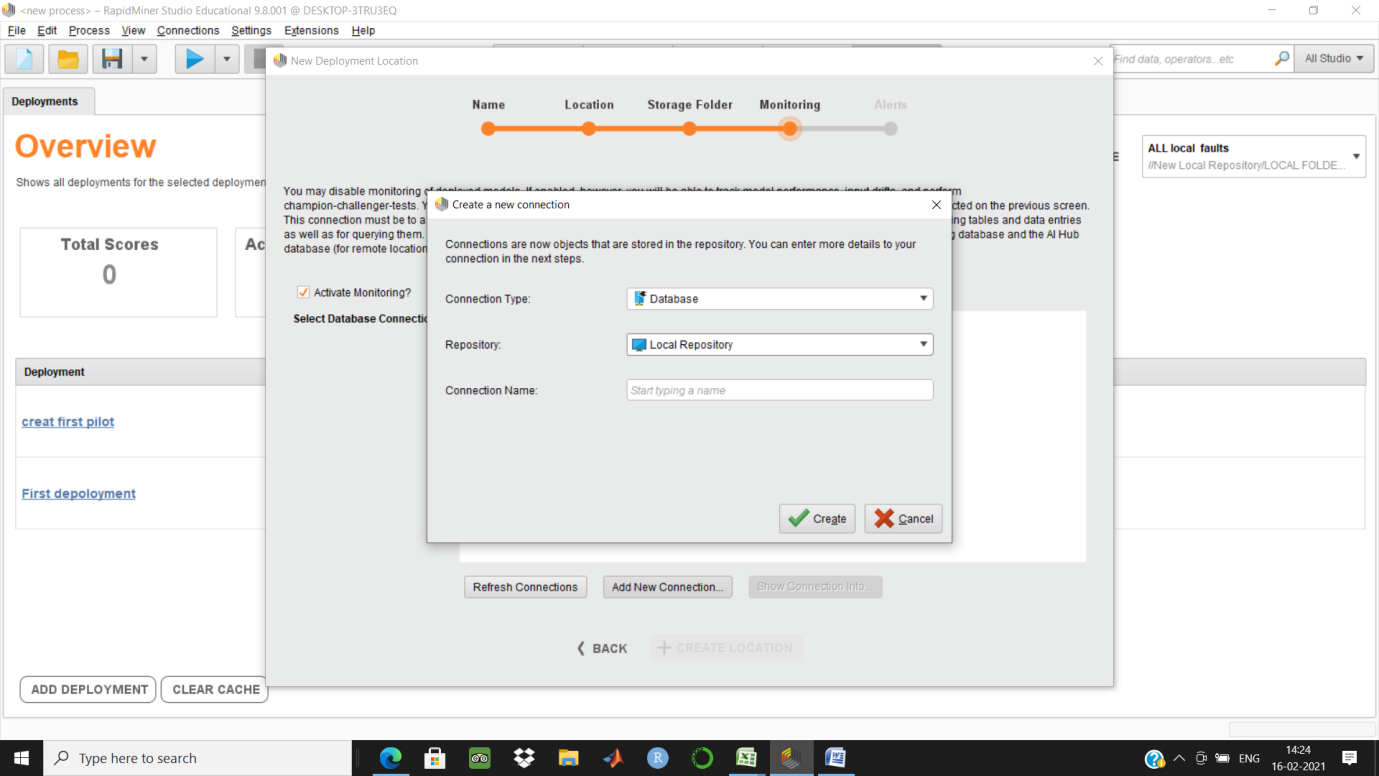 <new process> – RapidMiner Studio Educational 9.8.001 @ DESKTOP-3TRU3EQ
File Edit Process View Connections Settings Extensions Help
Find data, operators...etc
All Studio
New Deployment Location
Deployments
Name Location Storage Folder Monitoring Alerts
Overview
ALL local faults
//New Local Repository/LOCAL FOLDE...
Shows all deployments for the selected deploymen
You may disable monitoring of deployed models. If enabled, however, you will be able to track model performance, input drifts, and perform
champion-challenger-tests. Y
cted on the previous screen.
This connection must be to a
ng tables and data entries
as well as for querying them.
g database and the AI Hub
database (for remote location
Create a new connection
Connections are now objects that are stored in the repository. You can enter more details to your
connection in the next steps.
Total Scores
0
Ac
Activate Monitoring?
Select Database Connectio
Connection Type: Database
Repository: Local Repository
Connection Name: Start typing a name
Create
Cancel
Deployment
creat first pilot
First depoloyment
Refresh Connections
Add New Connection...
Show Connection Info...
BACK
CREATE LOCATION
ADD DEPLOYMENT
CLEAR CACHE
Type here to search
ENG
14:24
16-02-2021